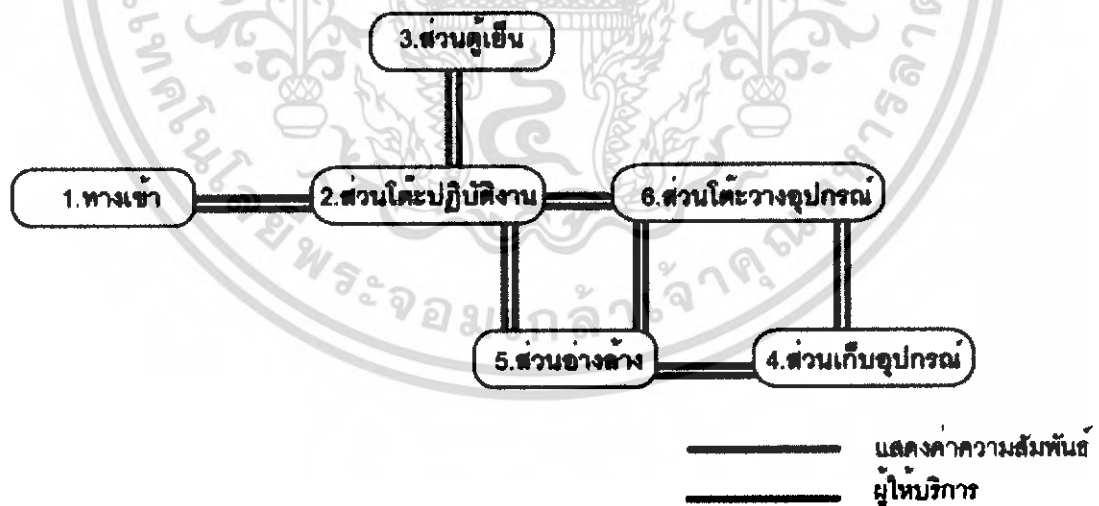 3.ส่วนตู้เย็น
1.ทางเข้า
2.ส่วนโต๊ะปฏิบัติงาน
6.ส่วนโต๊ะวางอุปกรณ์
5.ส่วนอ่างล้าง
4.ส่วนเก็บอุปกรณ์
แสดงค่าความสัมพันธ์
ผู้ให้บริการ